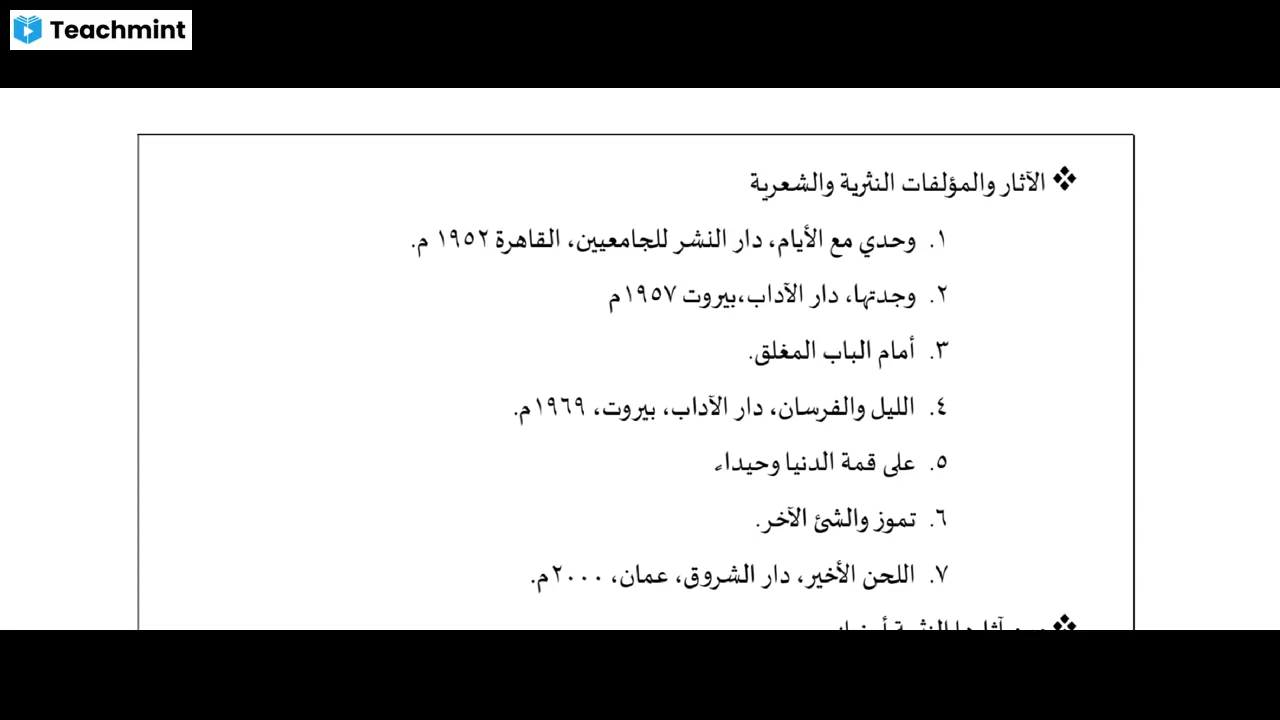 Teachmint
❖ الآثار والمؤلفات النثرية والشعرية
١. وحدي مع الأيام، دار النشر للجامعيين، القاهرة ١٩٥٢ م.
٢. وجدتها، دار الآداب،بيروت ١٩٥٧م
٣. أمام الباب المغلق.
٤. الليل والفرسان، دار الآداب، بيروت، ١٩٦٩م.
٥. على قمة الدنيا وحيداء
٦. تموز والشئ الآخر.
٧. اللحن الأخير، دار الشروق، عمان، ٢٠٠٠م.